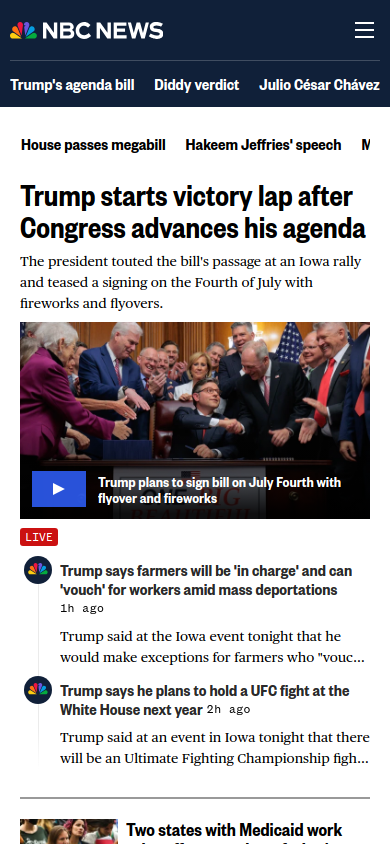 NBC NEWS
Trump's agenda bill Diddy verdict Julio César Chávez
House passes megabill Hakeem Jeffries' speech
Trump starts victory lap after
Congress advances his agenda
The president touted the bill's passage at an Iowa rally
and teased a signing on the Fourth of July with
fireworks and flyovers.
Trump plans to sign bill on July Fourth with
flyover and fireworks
LIVE
Trump says farmers will be 'in charge' and can
'vouch' for workers amid mass deportations
1h ago
Trump said at the Iowa event tonight that he
would make exceptions for farmers who "vouc...
Trump says he plans to hold a UFC fight at the
White House next year 2h ago
Trump said at an event in Iowa tonight that there
will be an Ultimate Fighting Championship figh...
Two states with Medicaid work